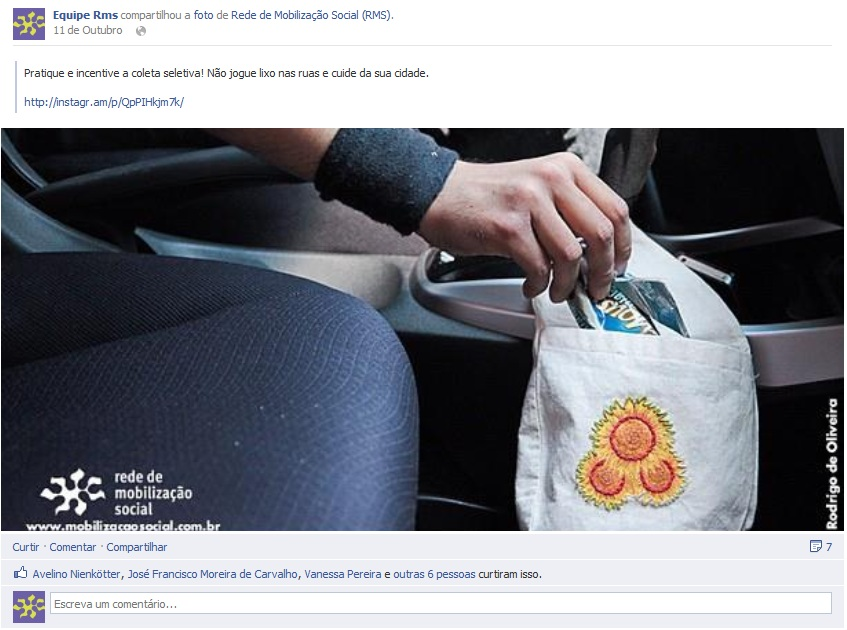 Equipe Rms compartilhou a foto de Rede de Mobilização Social (RMS).
11 de Outubro
Pratique e incentive a coleta seletiva! Não jogue lixo nas ruas e cuide da sua cidade.
http://instagr.am/p/QpPIHkjm7k/
rede de
mobilização
social
www.mobilizacaosocial.com.br
Rodrigo de Oliveira
Curtir · Comentar · Compartilhar
7
Avelino Nienkötter, José Francisco Moreira de Carvalho, Vanessa Pereira e outras 6 pessoas curtiram isso.
Escreva um comentário...